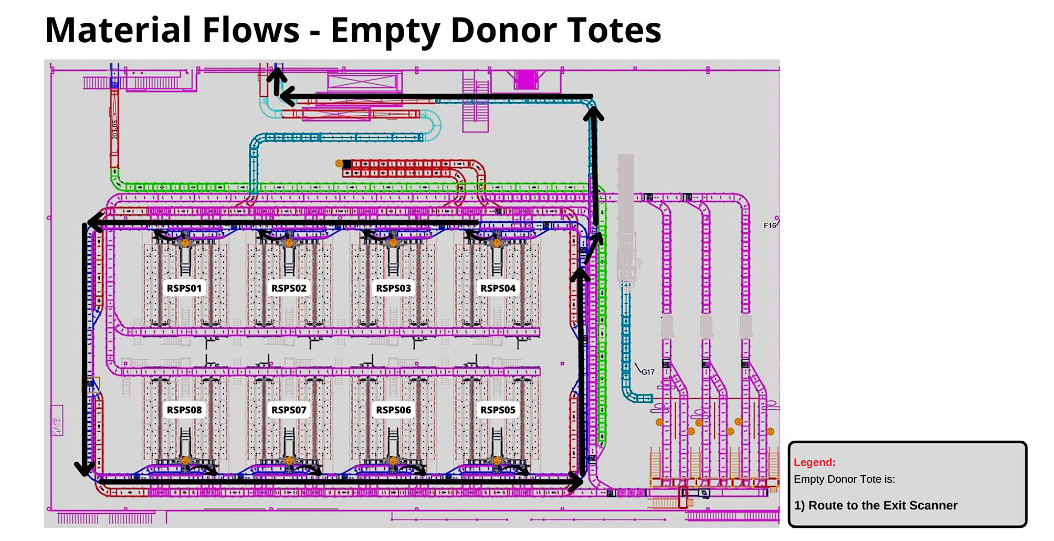 Material Flows - Empty Donor Totes
F16
RSPS01
RSPS02
RSPS03
RSPS04
G17
RSPS08
RSPS07
RSPS06
RSPS05
Legend:
Empty Donor Tote is:
1) Route to the Exit Scanner